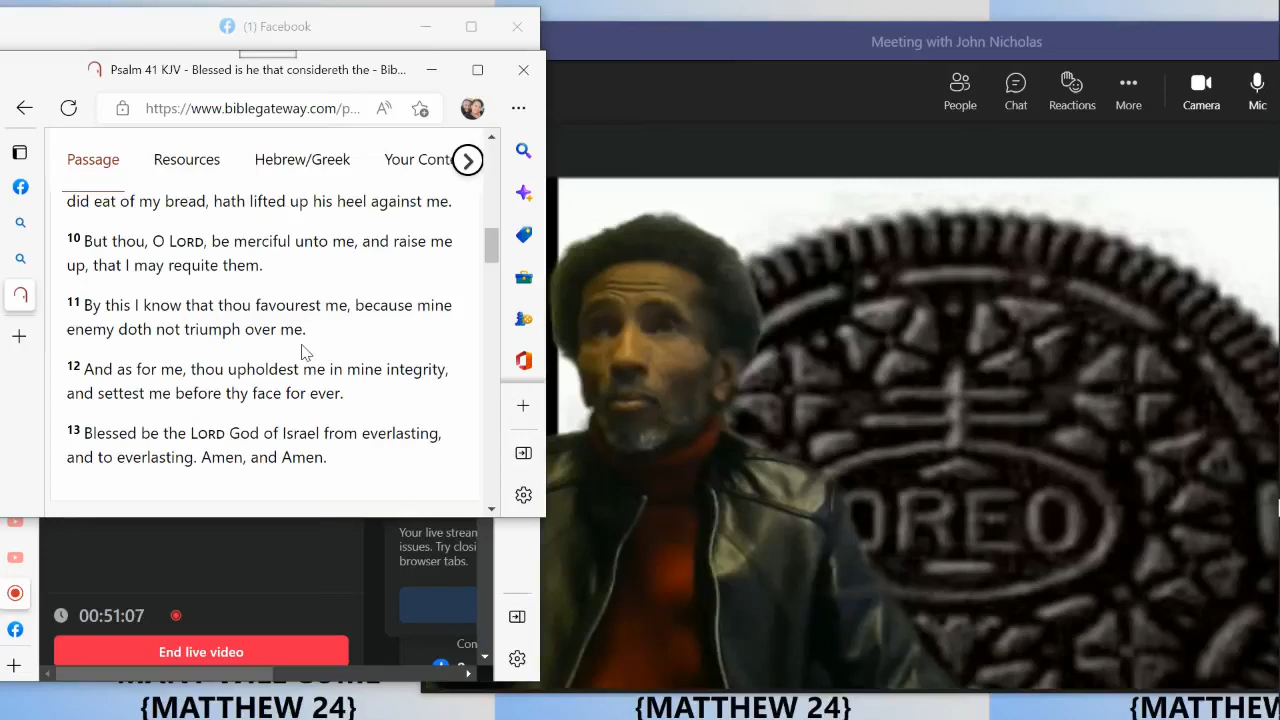 (1) Facebook
Meeting with John Nicholas
Psalm 41 KJV - Blessed is he that considereth the - Bib...
https://www.biblegateway.com/p...
People
Chat
Reactions
More
Camera
Mic
Passage
Resources
Hebrew/Greek
Your Cont
did eat of my bread, hath lifted up his heel against me.
10 But thou, O LORD, be merciful unto me, and raise me
up, that I may requite them.
11 By this I know that thou favourest me, because mine
enemy doth not triumph over me.
12 And as for me, thou upholdest me in mine integrity,
and settest me before thy face for ever.
13 Blessed be the LORD God of Israel from everlasting,
and to everlasting. Amen, and Amen.
OREO
Your live stream
issues. Try closi
browser tabs.
00:51:07
End live video
Con
{MATTHEW 24}
{MATTHEW 24}
{MATTHEW